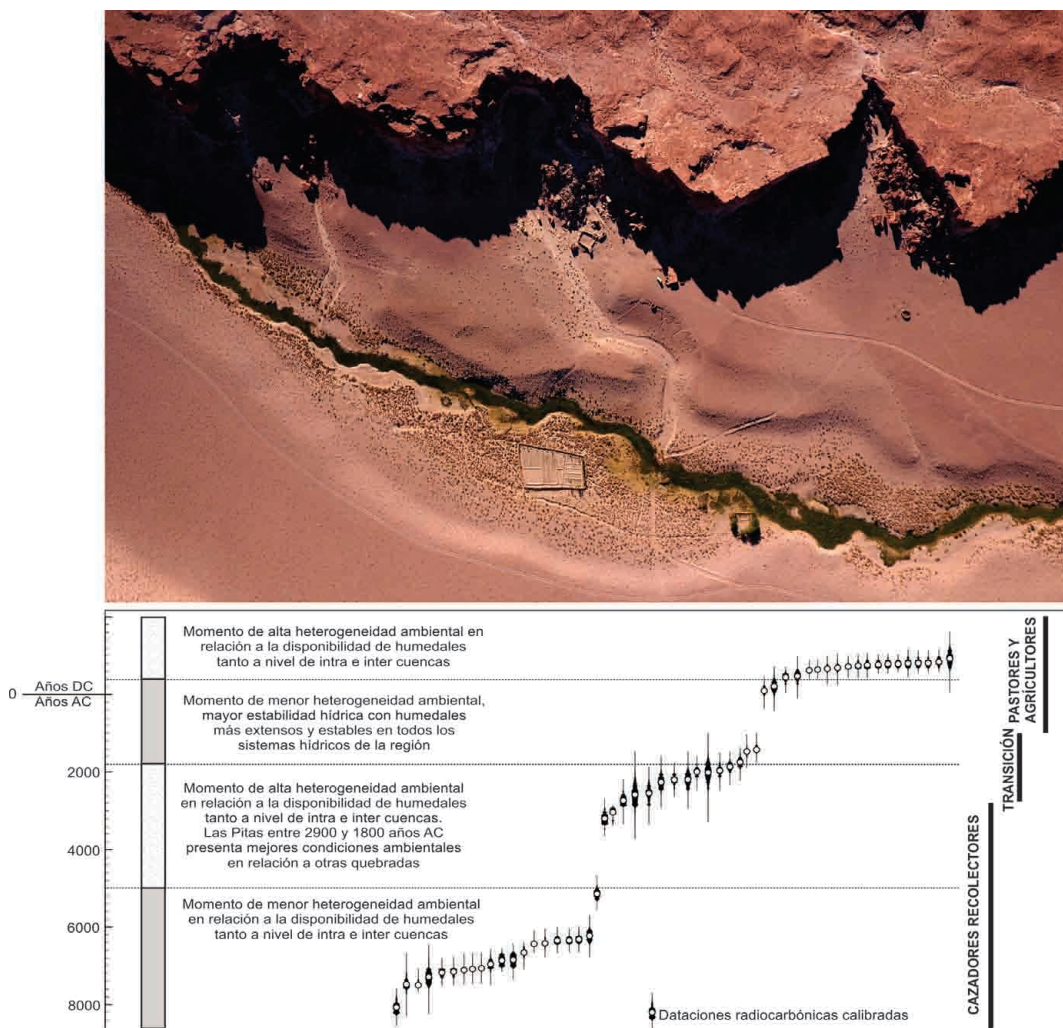 Momento de alta heterogeneidad ambiental en
relación a la disponibilidad de humedales
tanto a nivel de intra e inter cuencas
Años DC
0
Años AC
Momento de menor heterogeneidad ambiental,
mayor estabilidad hídrica con humedales
más extensos y estables en todos los
sistemas hídricos de la región
2000
Momento de alta heterogeneidad ambiental
en relación a la disponibilidad de humedales
tanto a nivel de intra e inter cuencas.
Las Pitas entre 2900 y 1800 años AC
presenta mejores condiciones ambientales
en relación a otras quebradas
4000
Momento de menor heterogeneidad ambiental
en relación a la disponibilidad de humedales
tanto a nivel de intra e inter cuencas
6000
8000
Dataciones radiocarbónicas calibradas
PASTORES Y
AGRÍCULTORES
TRANSICIÓN
CAZADORES RECOLECTORES